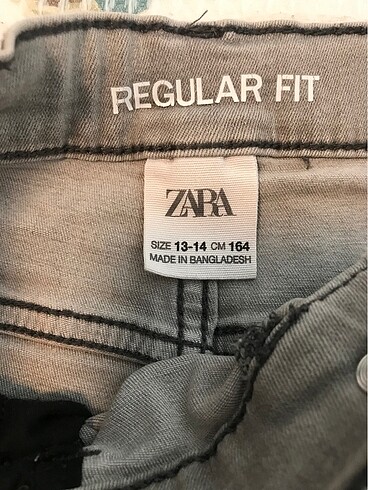 REGULAR FIT
ZARA
SIZE 13-14 CM 164
MADE IN BANGLADESH